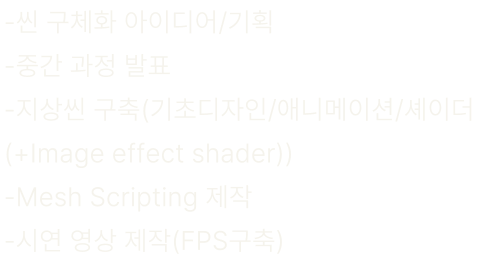 -씬 구체화 아이디어/기획
-중간 과정 발표
-지상씬 구축(기초디자인/애니메이션/셰이더
(+Image effect shader))
-Mesh Scripting 제작
-시연 영상 제작(FPS구축)